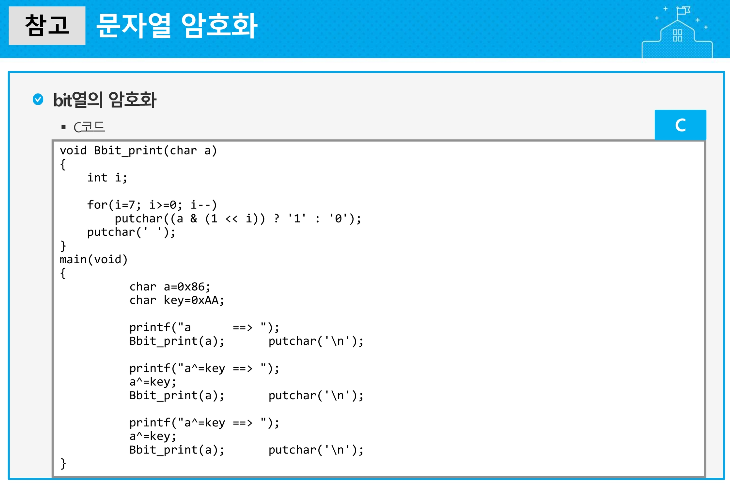 참고 문자열 암호화
bit열의 암호화
▪ C코드
C
void Bbit_print(char a)
{
    int i;

    for(i=7; i>=0; i--)
        putchar((a & (1 << i)) ? '1' : '0');
    putchar(' ');
}
main(void)
{
          char a=0x86;
          char key=0xAA;

          printf("a      ==> ");
          Bbit_print(a);      putchar('\n');

          printf("a^=key ==> ");
          a^=key;
          Bbit_print(a);      putchar('\n');

          printf("a^=key ==> ");
          a^=key;
          Bbit_print(a);      putchar('\n');
}